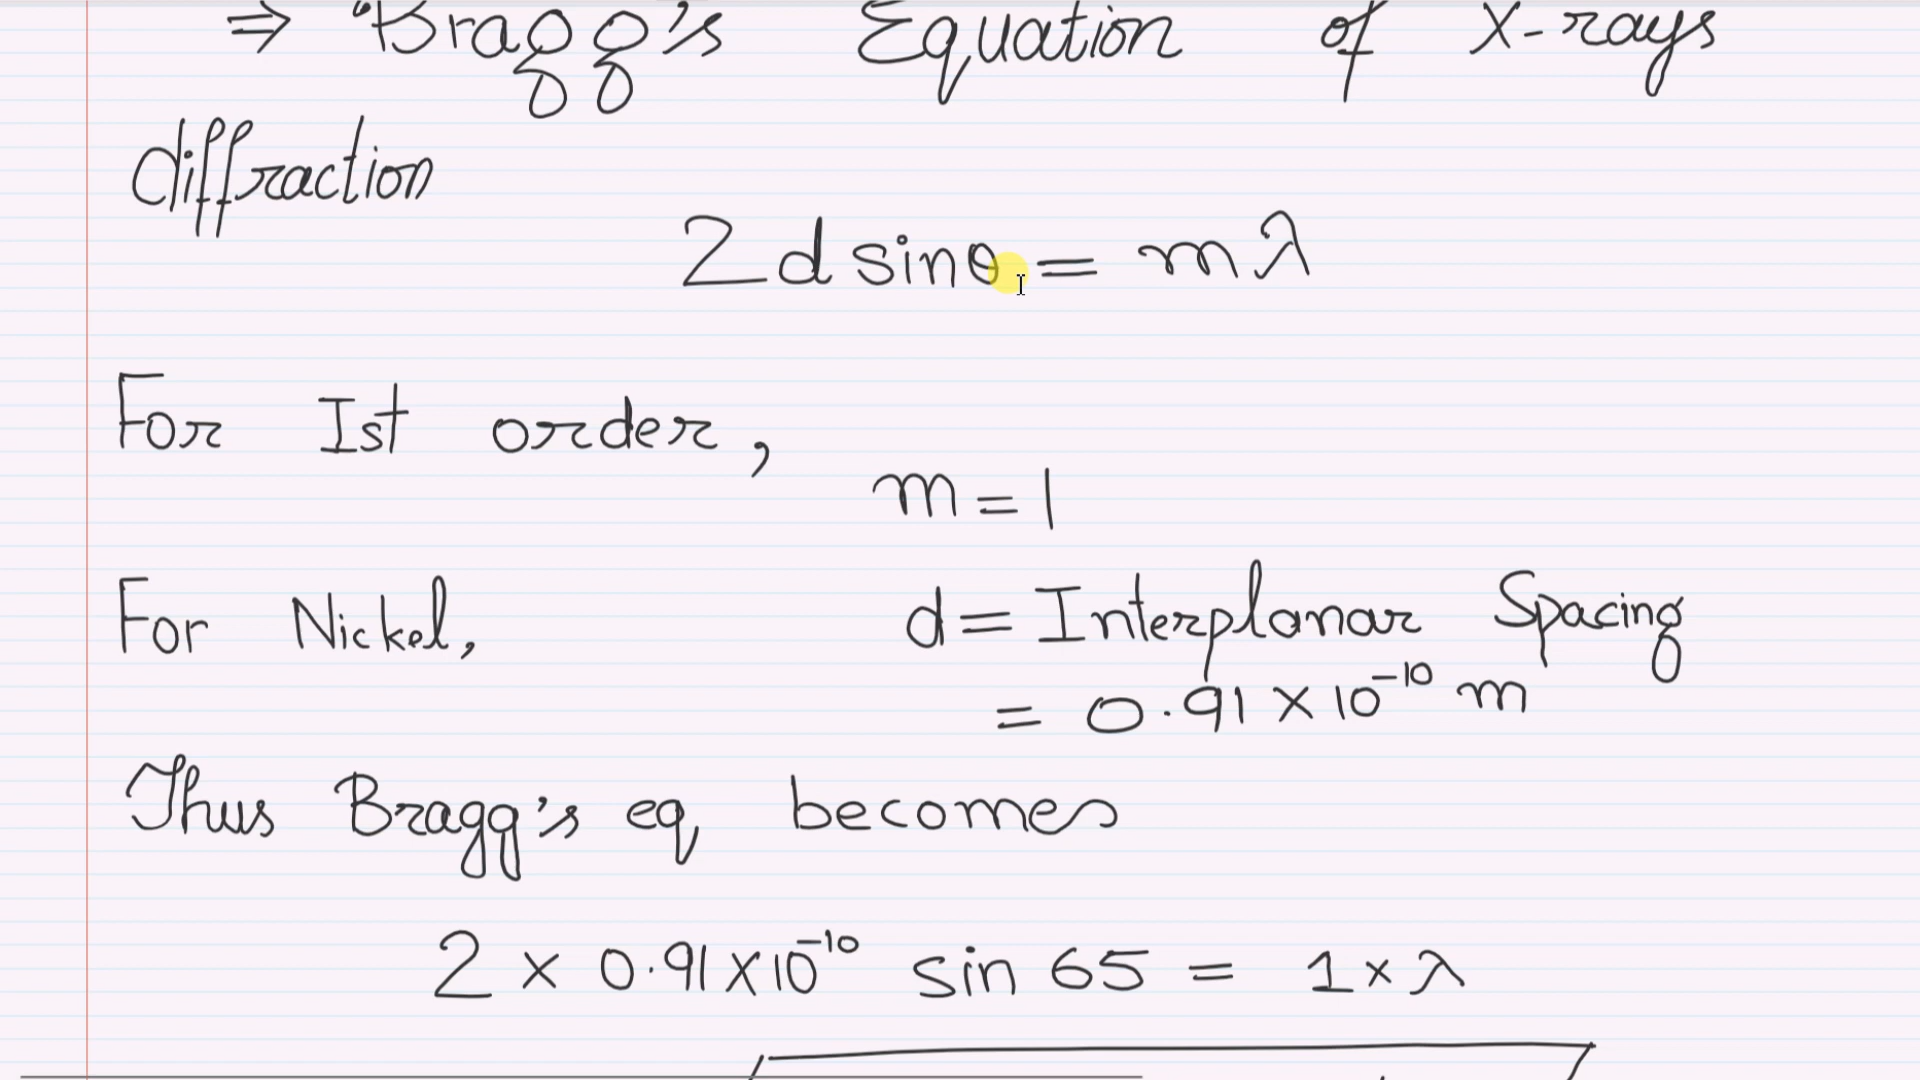 ⇒ Bragg's Equation of X-rays
diffraction
2 d sinθ = mλ
For Ist order,
m = 1
For Nickel,
d = Interplanar Spacing
= 0.91 × 10⁻¹⁰ m
Thus Bragg's eq becomes
2 × 0.91 × 10⁻¹⁰ sin 65 = 1 × λ